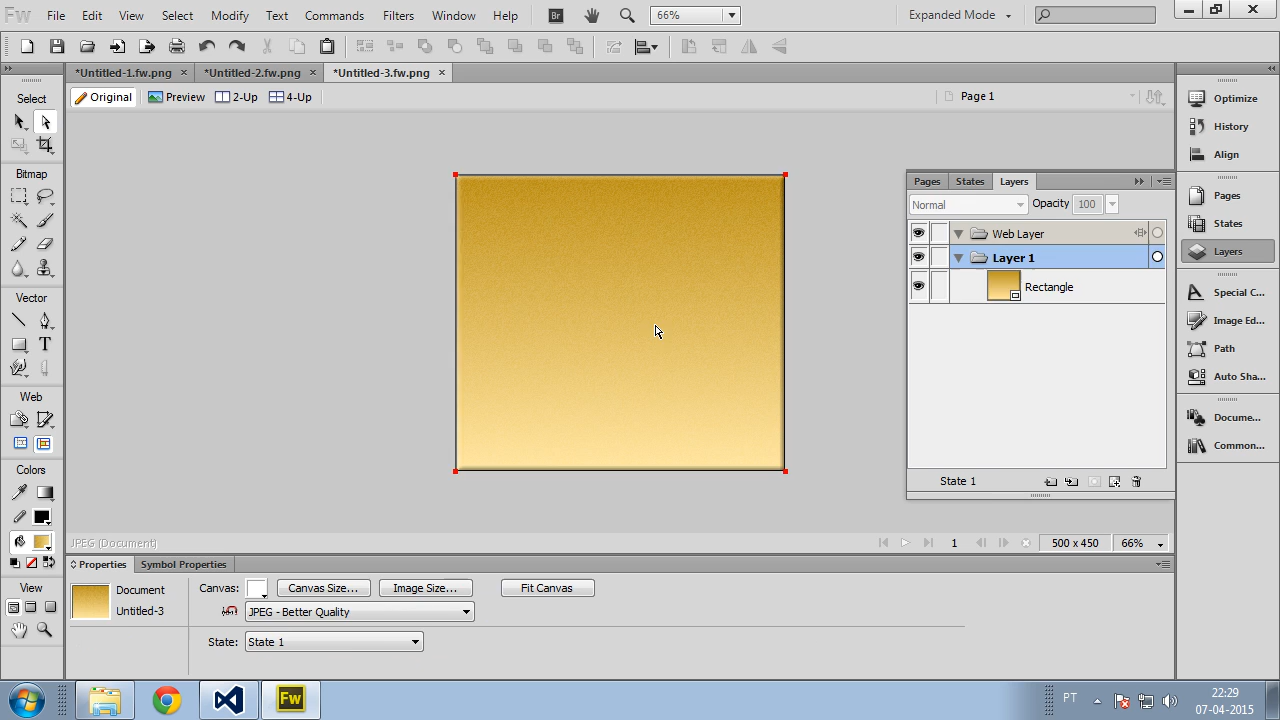 Fw File Edit View Select Modify Text Commands Filters Window Help Br 66% Expanded Mode
*Untitled-1.fw.png × *Untitled-2.fw.png × *Untitled-3.fw.png ×
Original Preview 2-Up 4-Up Page 1
Select
Bitmap
Vector
T
Web
Colors
View
Pages States Layers
Normal Opacity 100
Web Layer
Layer 1
Rectangle
State 1
Optimize
History
Align
Pages
States
Layers
Special C...
Image Ed...
Path
Auto Sha...
Docume...
Common...
JPEG (Document) 1 500 x 450 66%
Properties Symbol Properties
Document
Untitled-3
Canvas: Canvas Size... Image Size... Fit Canvas
JPEG - Better Quality
State: State 1
Fw
PT
22:29
07-04-2015